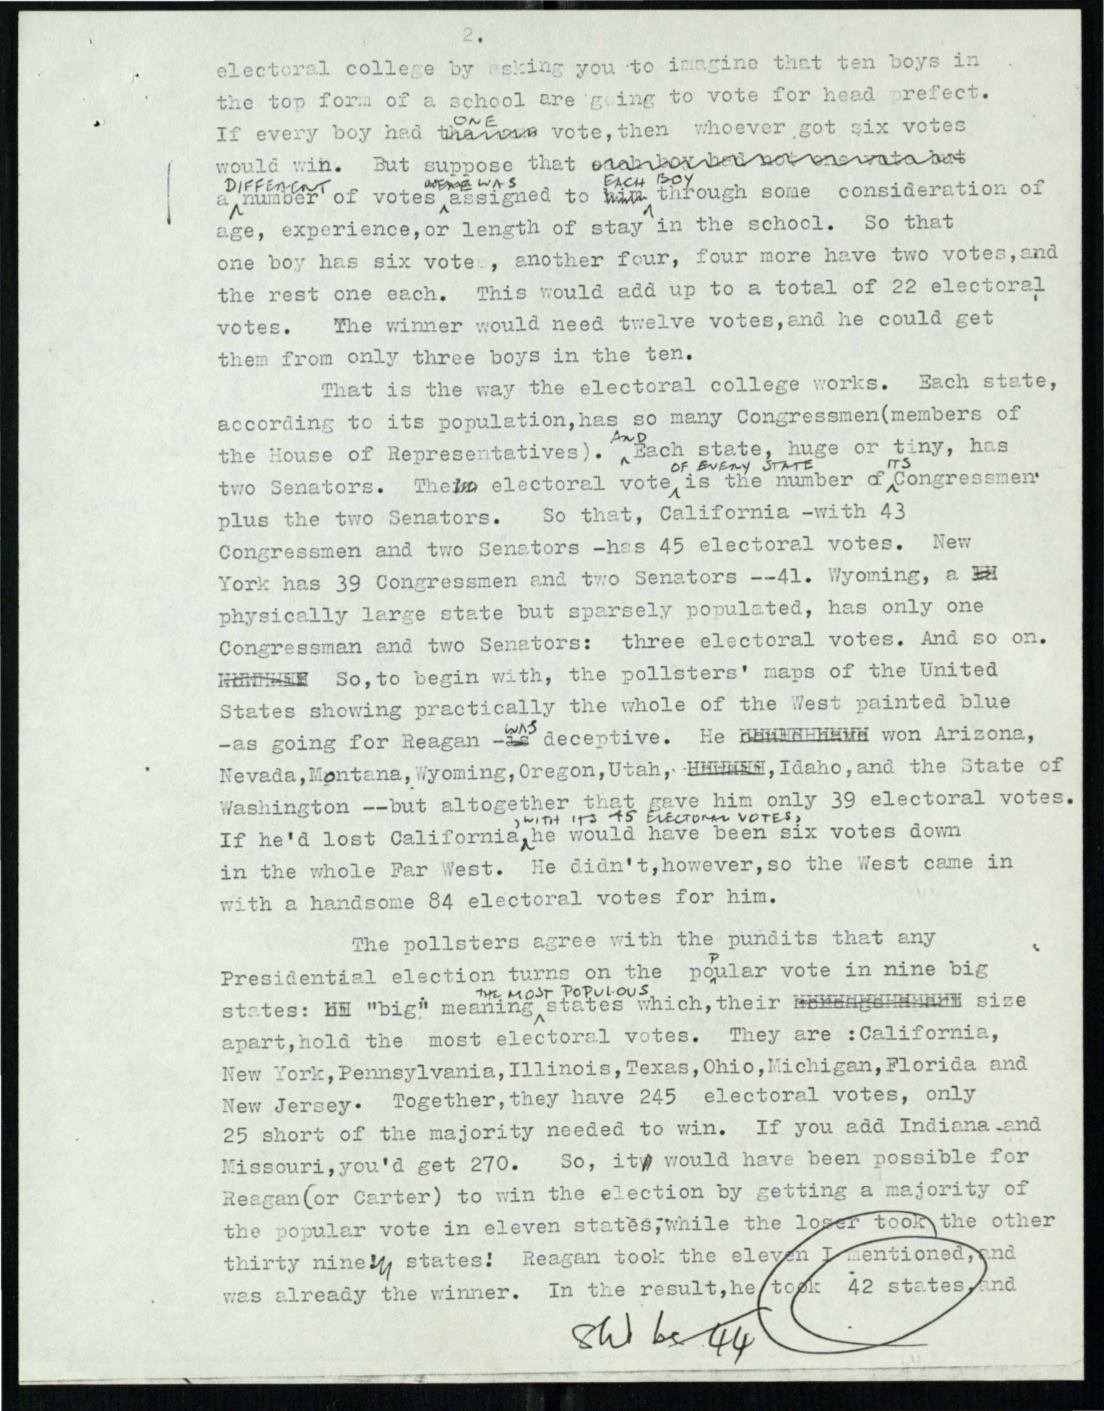 2.
electoral college by asking you to imagine that ten boys in
the top form of a school are going to vote for head prefect.
ONE
If every boy had vote, then whoever got six votes
would win. But suppose that each boy had not one vote but
DIFFERENT WERE WAS EACH BOY
a number of votes assigned to him through some consideration of
age, experience, or length of stay in the school. So that
one boy has six vote , another four, four more have two votes, and
the rest one each. This would add up to a total of 22 electoral
votes. The winner would need twelve votes, and he could get
them from only three boys in the ten.
That is the way the electoral college works. Each state,
according to its population, has so many Congressmen(members of
AND
the House of Representatives). Each state, huge or tiny, has
OF EVERY STATE ITS
two Senators. The electoral vote is the number of Congressmen
plus the two Senators. So that, California -with 43
Congressmen and two Senators -has 45 electoral votes. New
York has 39 Congressmen and two Senators --41. Wyoming, a
physically large state but sparsely populated, has only one
Congressman and two Senators: three electoral votes. And so on.
So, to begin with, the pollsters' maps of the United
States showing practically the whole of the West painted blue
WAS
-as going for Reagan -is deceptive. He won Arizona,
Nevada, Montana, Wyoming, Oregon, Utah, , Idaho, and the State of
Washington --but altogether that gave him only 39 electoral votes.
, WITH ITS 45 ELECTORAL VOTES,
If he'd lost California, he would have been six votes down
in the whole Far West. He didn't, however, so the West came in
with a handsome 84 electoral votes for him.
The pollsters agree with the pundits that any
P
Presidential election turns on the poular vote in nine big
THE MOST POPULOUS
states: "big" meaning states which, their size
apart, hold the most electoral votes. They are :California,
New York, Pennsylvania, Illinois, Texas, Ohio, Michigan, Florida and
New Jersey. Together, they have 245 electoral votes, only
25 short of the majority needed to win. If you add Indiana and
Missouri, you'd get 270. So, it would have been possible for
Reagan(or Carter) to win the election by getting a majority of
the popular vote in eleven states, while the loser took the other
thirty nine states! Reagan took the eleven I mentioned, and
was already the winner. In the result, he took 42 states, and
shd be 44